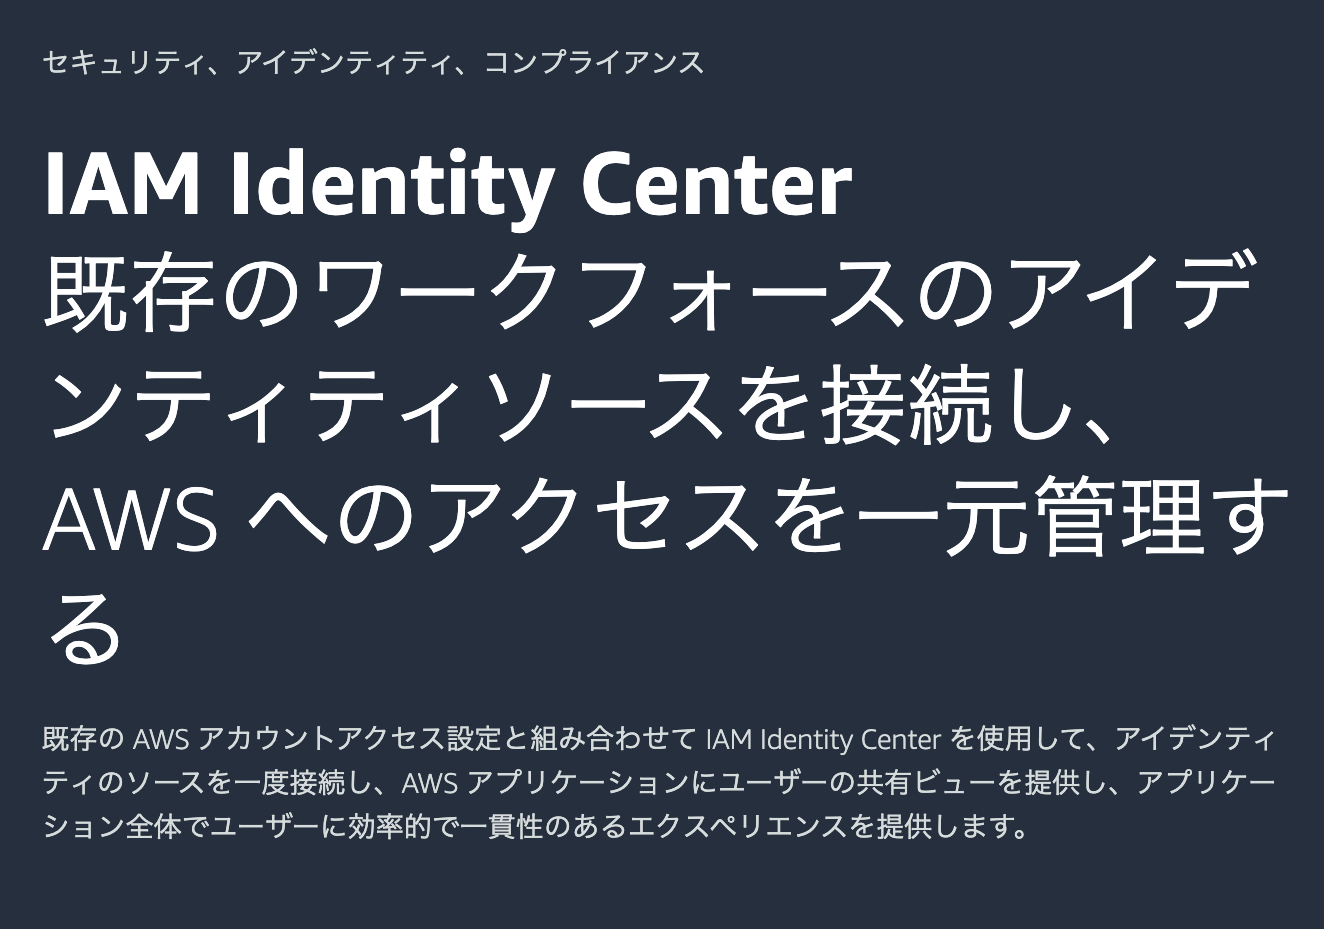 セキュリティ、アイデンティティ、コンプライアンス
IAM Identity Center
既存のワークフォースのアイデ
ンティティソースを接続し、
AWS へのアクセスを一元管理す
る
既存の AWS アカウントアクセス設定と組み合わせて IAM Identity Center を使用して、アイデンティ
ティのソースを一度接続し、AWS アプリケーションにユーザーの共有ビューを提供し、アプリケー
ション全体でユーザーに効率的で一貫性のあるエクスペリエンスを提供します。